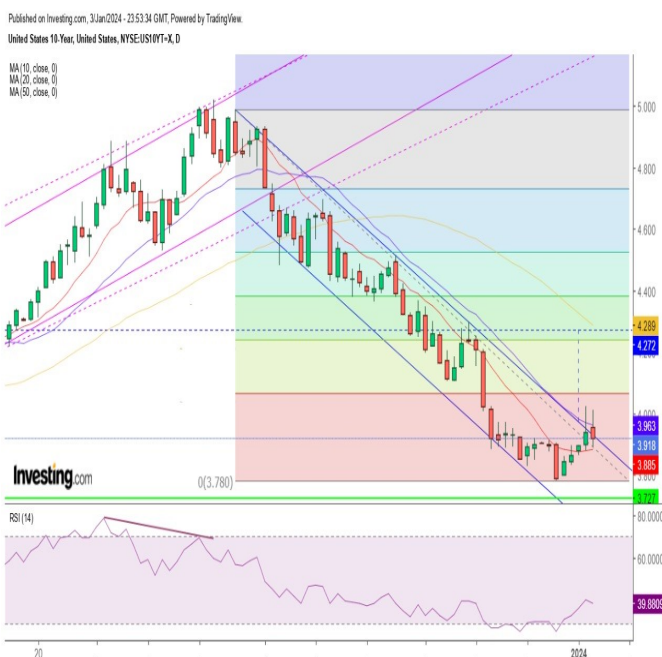 Published on Investing.com, 3/Jan/2024 - 23:53:34 GMT, Powered by TradingView.
United States 10-Year, United States, NYSE:US10YT=X, D
MA (10, close, 0)
MA (20, close, 0)
MA (50, close, 0)
5.000
4.800
4.600
4.400
4.289
4.272
4.000
3.963
3.918
3.885
3.727
0(3.780)
Investing.com
RSI (14)
80.0000
60.0000
39.8809
20
2024